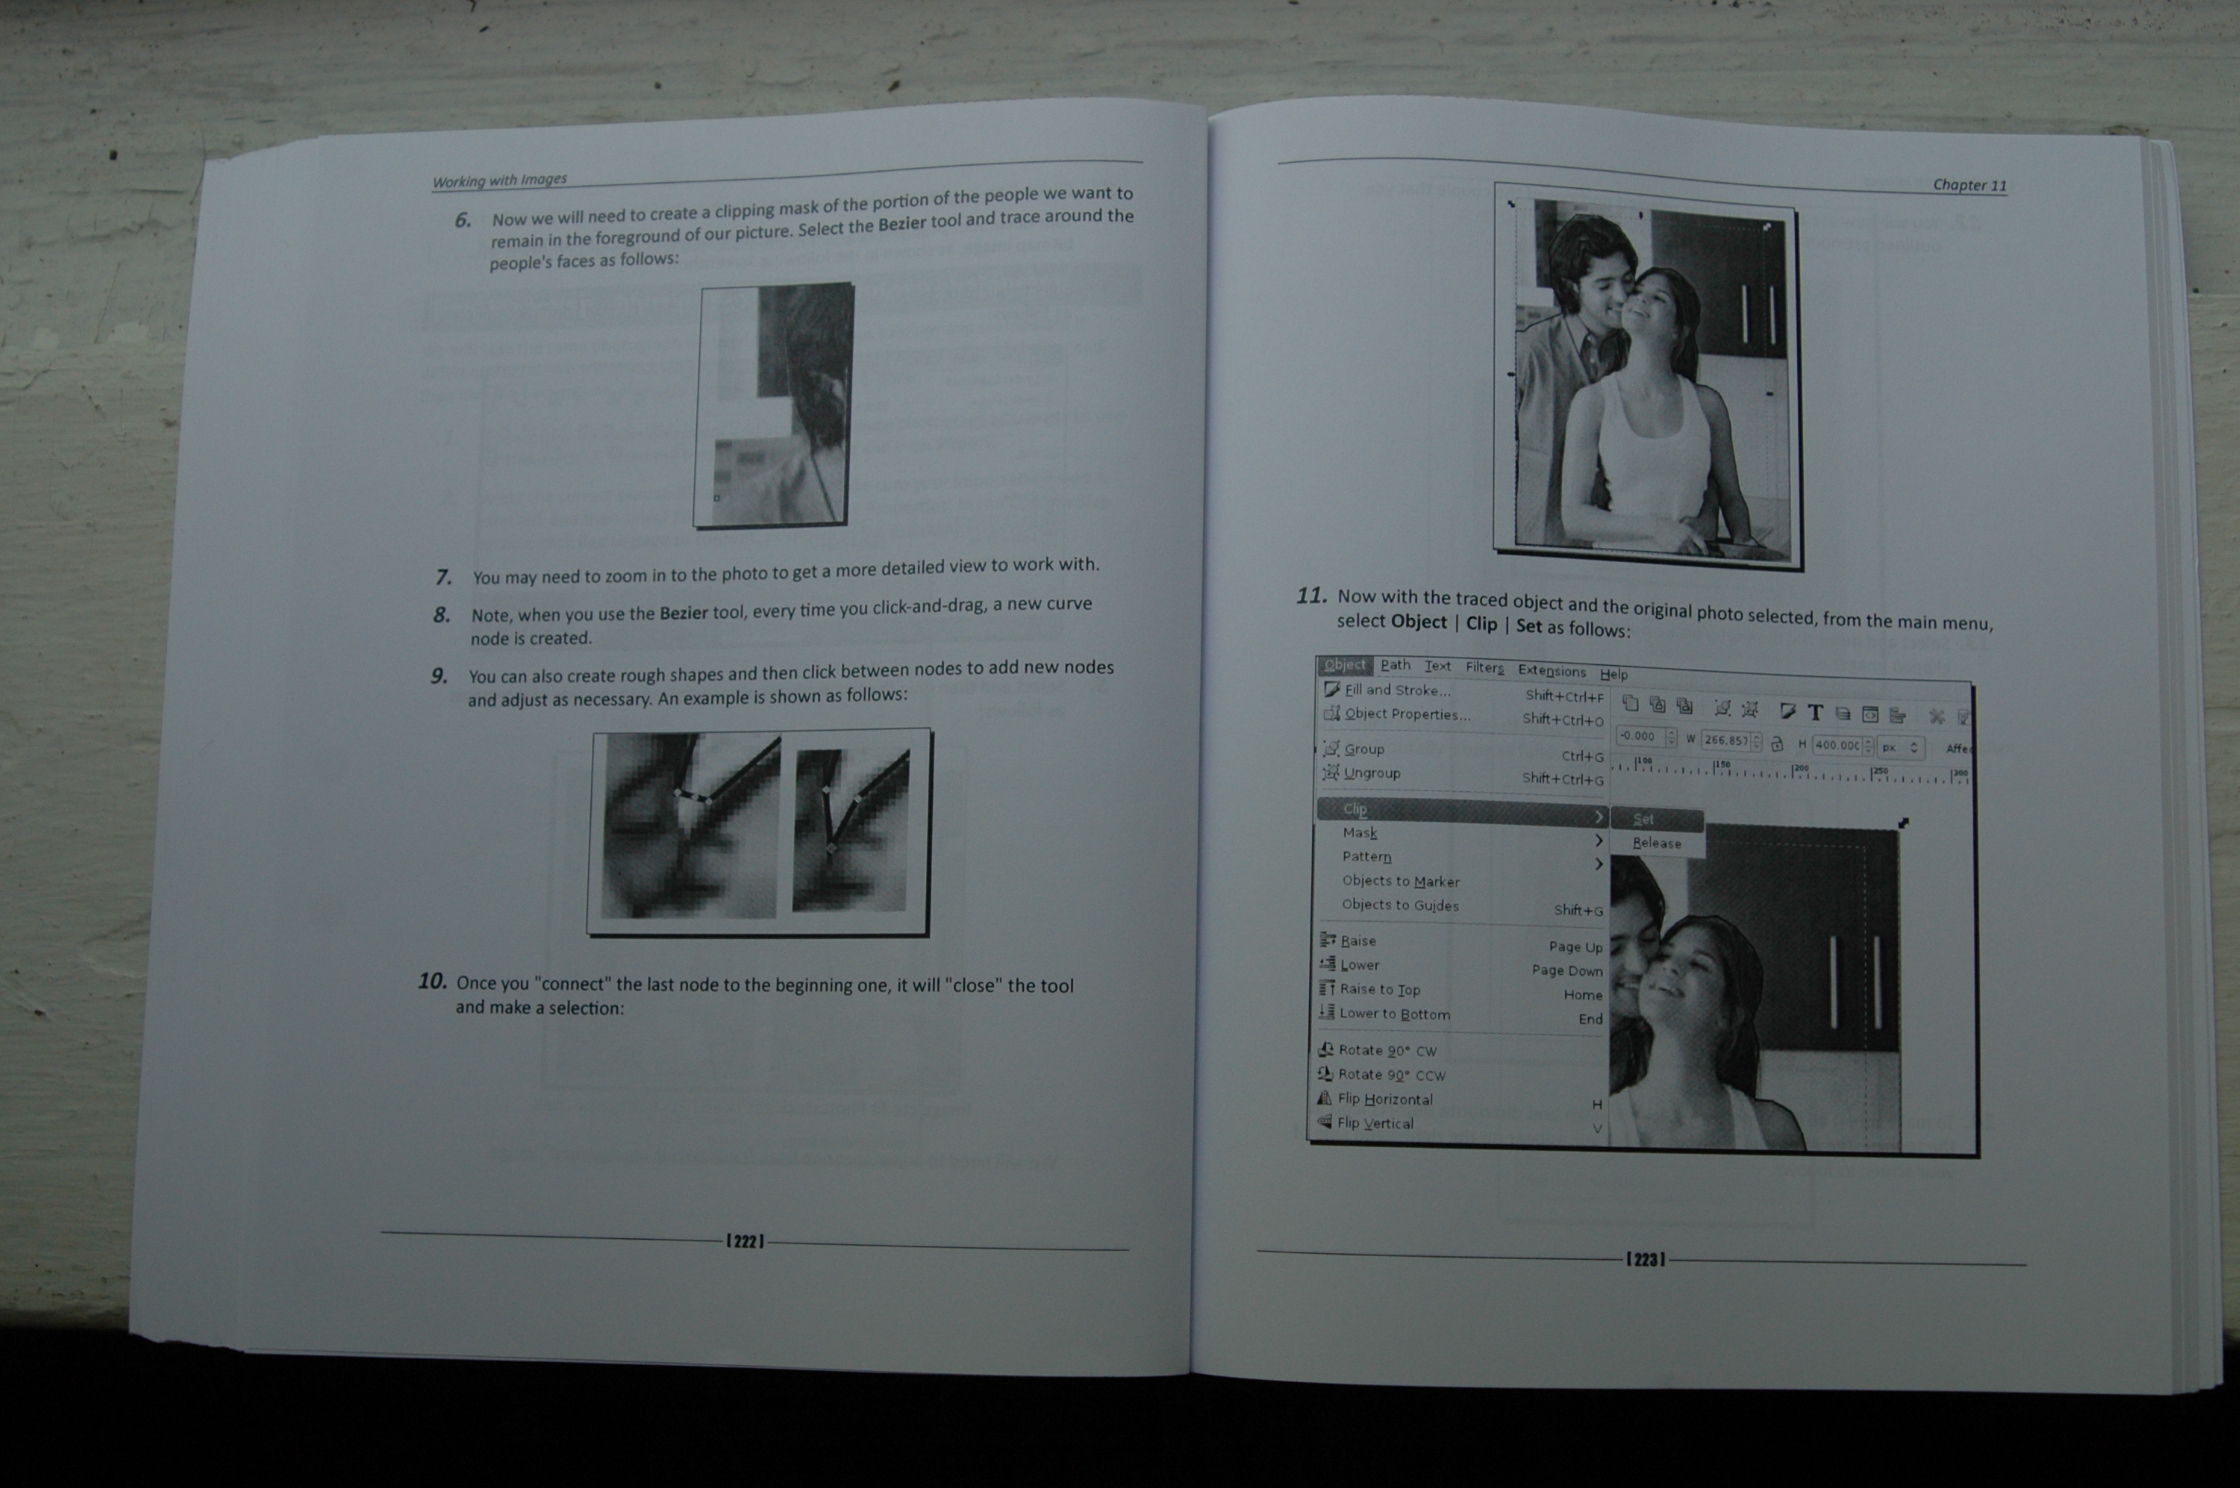 Working with Images
6. Now we will need to create a clipping mask of the portion of the people we want to
remain in the foreground of our picture. Select the Bezier tool and trace around the
people's faces as follows:
7. You may need to zoom in to the photo to get a more detailed view to work with.
8. Note, when you use the Bezier tool, every time you click-and-drag, a new curve
node is created.
9. You can also create rough shapes and then click between nodes to add new nodes
and adjust as necessary. An example is shown as follows:
10. Once you "connect" the last node to the beginning one, it will "close" the tool
and make a selection:
[222]
Chapter 11
11. Now with the traced object and the original photo selected, from the main menu,
select Object | Clip | Set as follows:
Object Path Text Filters Extensions Help
Fill and Stroke... Shift+Ctrl+F
Object Properties... Shift+Ctrl+O
-0.000 W 266.857 H 400.00 px Affe
Group Ctrl+G
Ungroup Shift+Ctrl+G
100 150 200 250 300
Clip Set
Mask Release
Pattern
Objects to Marker
Objects to Guides Shift+G
Raise Page Up
Lower Page Down
Raise to Top Home
Lower to Bottom End
Rotate 90° CW
Rotate 90° CCW
Flip Horizontal H
Flip Vertical V
[223]